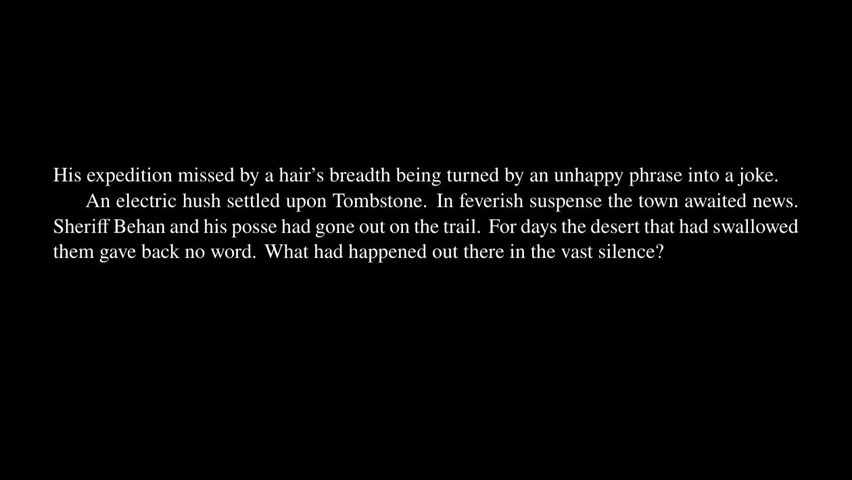 His expedition missed by a hair's breadth being turned by an unhappy phrase into a joke.
An electric hush settled upon Tombstone. In feverish suspense the town awaited news.
Sheriff Behan and his posse had gone out on the trail. For days the desert that had swallowed
them gave back no word. What had happened out there in the vast silence?